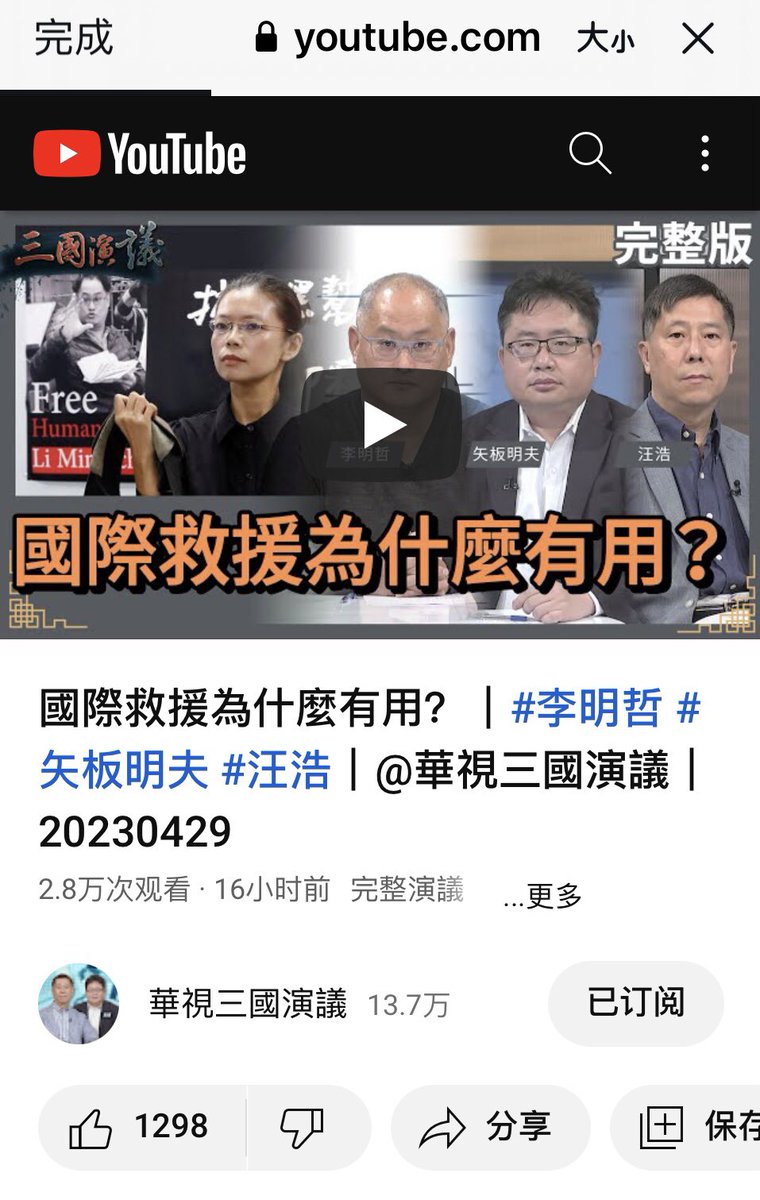 完成
youtube.com
大小
YouTube
三國演議
完整版
Free
Human
Li Min
李明哲
矢板明夫
汪浩
國際救援為什麼有用？
國際救援為什麼有用？｜#李明哲 #
矢板明夫 #汪浩｜@華視三國演議｜
20230429
2.8万次观看 · 16小时前 完整演議 ...更多
華視三國演議 13.7万
已订阅
1298
分享
保存